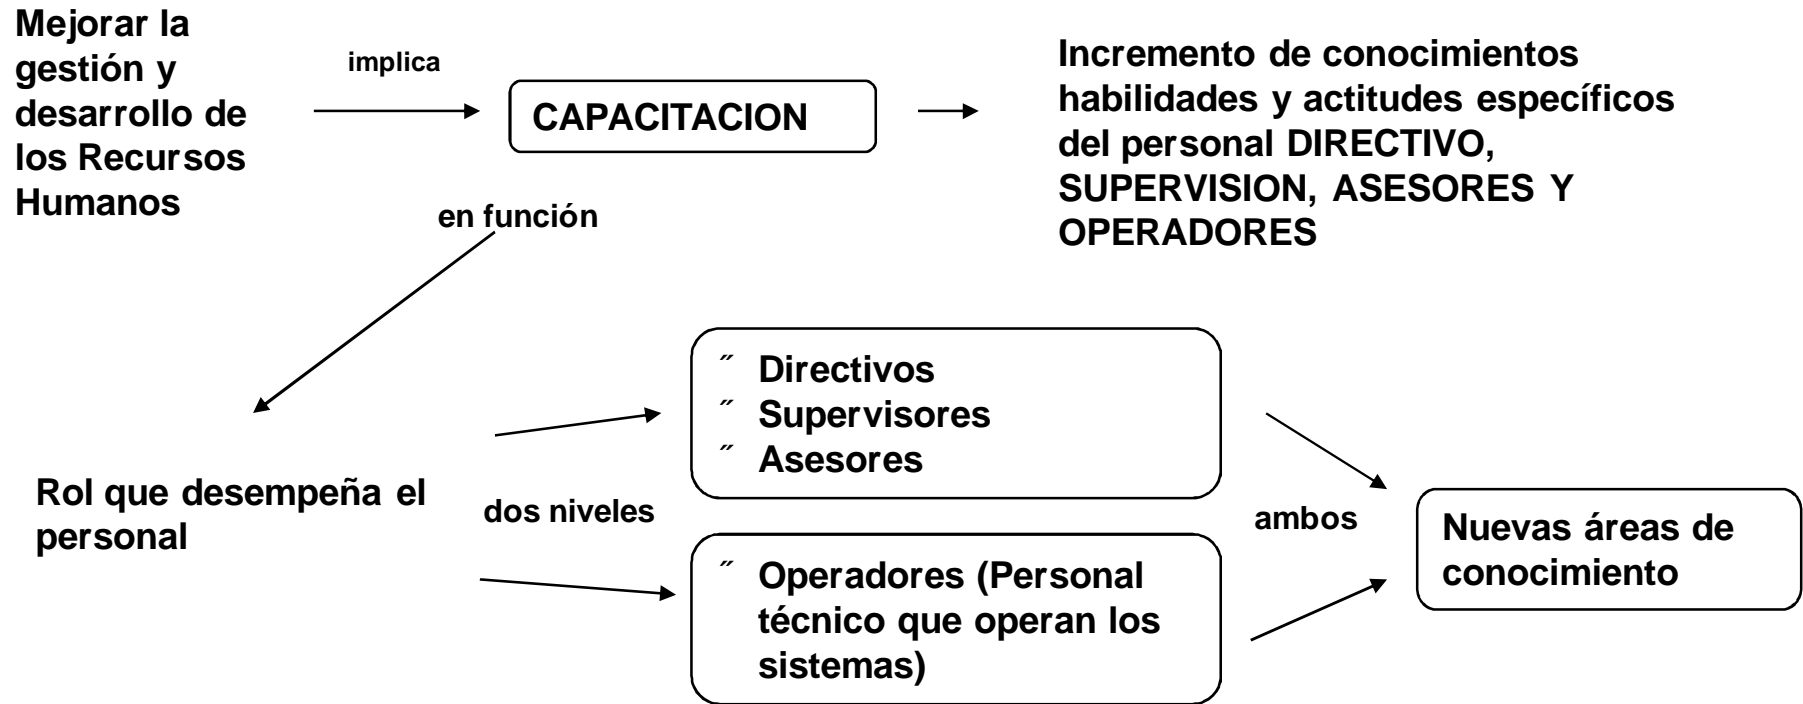 Mejorar la
gestión y
desarrollo de
los Recursos
Humanos
implica
CAPACITACION
Incremento de conocimientos
habilidades y actitudes específicos
del personal DIRECTIVO,
SUPERVISION, ASESORES Y
OPERADORES
en función
Rol que desempeña el
personal
dos niveles
˝ Directivos
˝ Supervisores
˝ Asesores
˝ Operadores (Personal
técnico que operan los
sistemas)
ambos
Nuevas áreas de
conocimiento